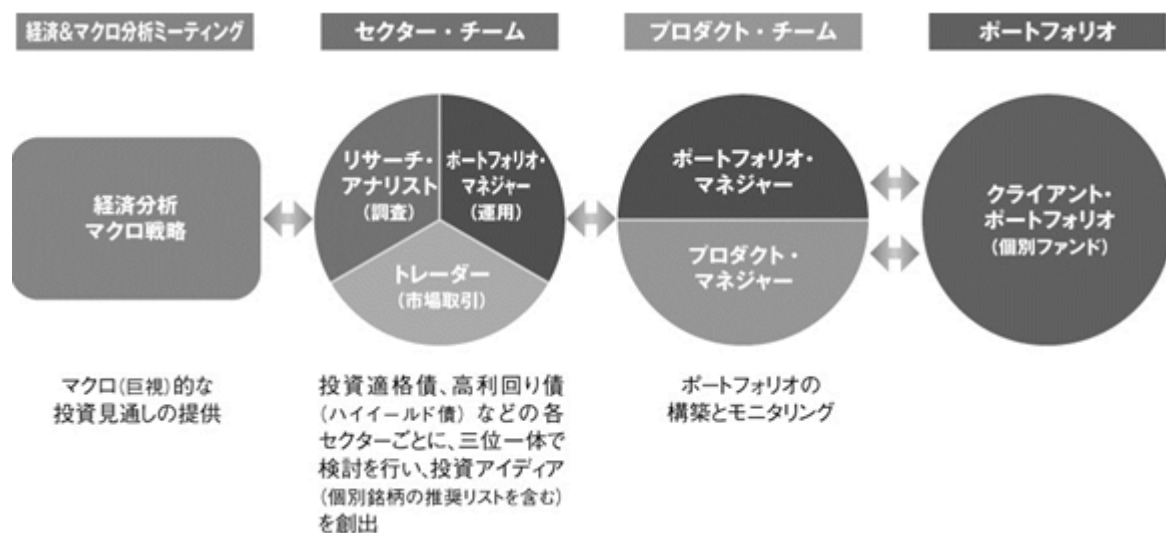 経済&マクロ分析ミーティング
経済分析
マクロ戦略
マクロ(巨視)的な
投資見通しの提供
セクター・チーム
リサーチ・
アナリスト
(調査)
ポートフォリオ・
マネジャー
(運用)
トレーダー
(市場取引)
投資適格債、高利回り債
(ハイイールド債)などの各
セクターごとに、三位一体で
検討を行い、投資アイディア
(個別銘柄の推奨リストを含む)
を創出
プロダクト・チーム
ポートフォリオ・
マネジャー
プロダクト・
マネジャー
ポートフォリオの
構築とモニタリング
ポートフォリオ
クライアント・
ポートフォリオ
(個別ファンド)